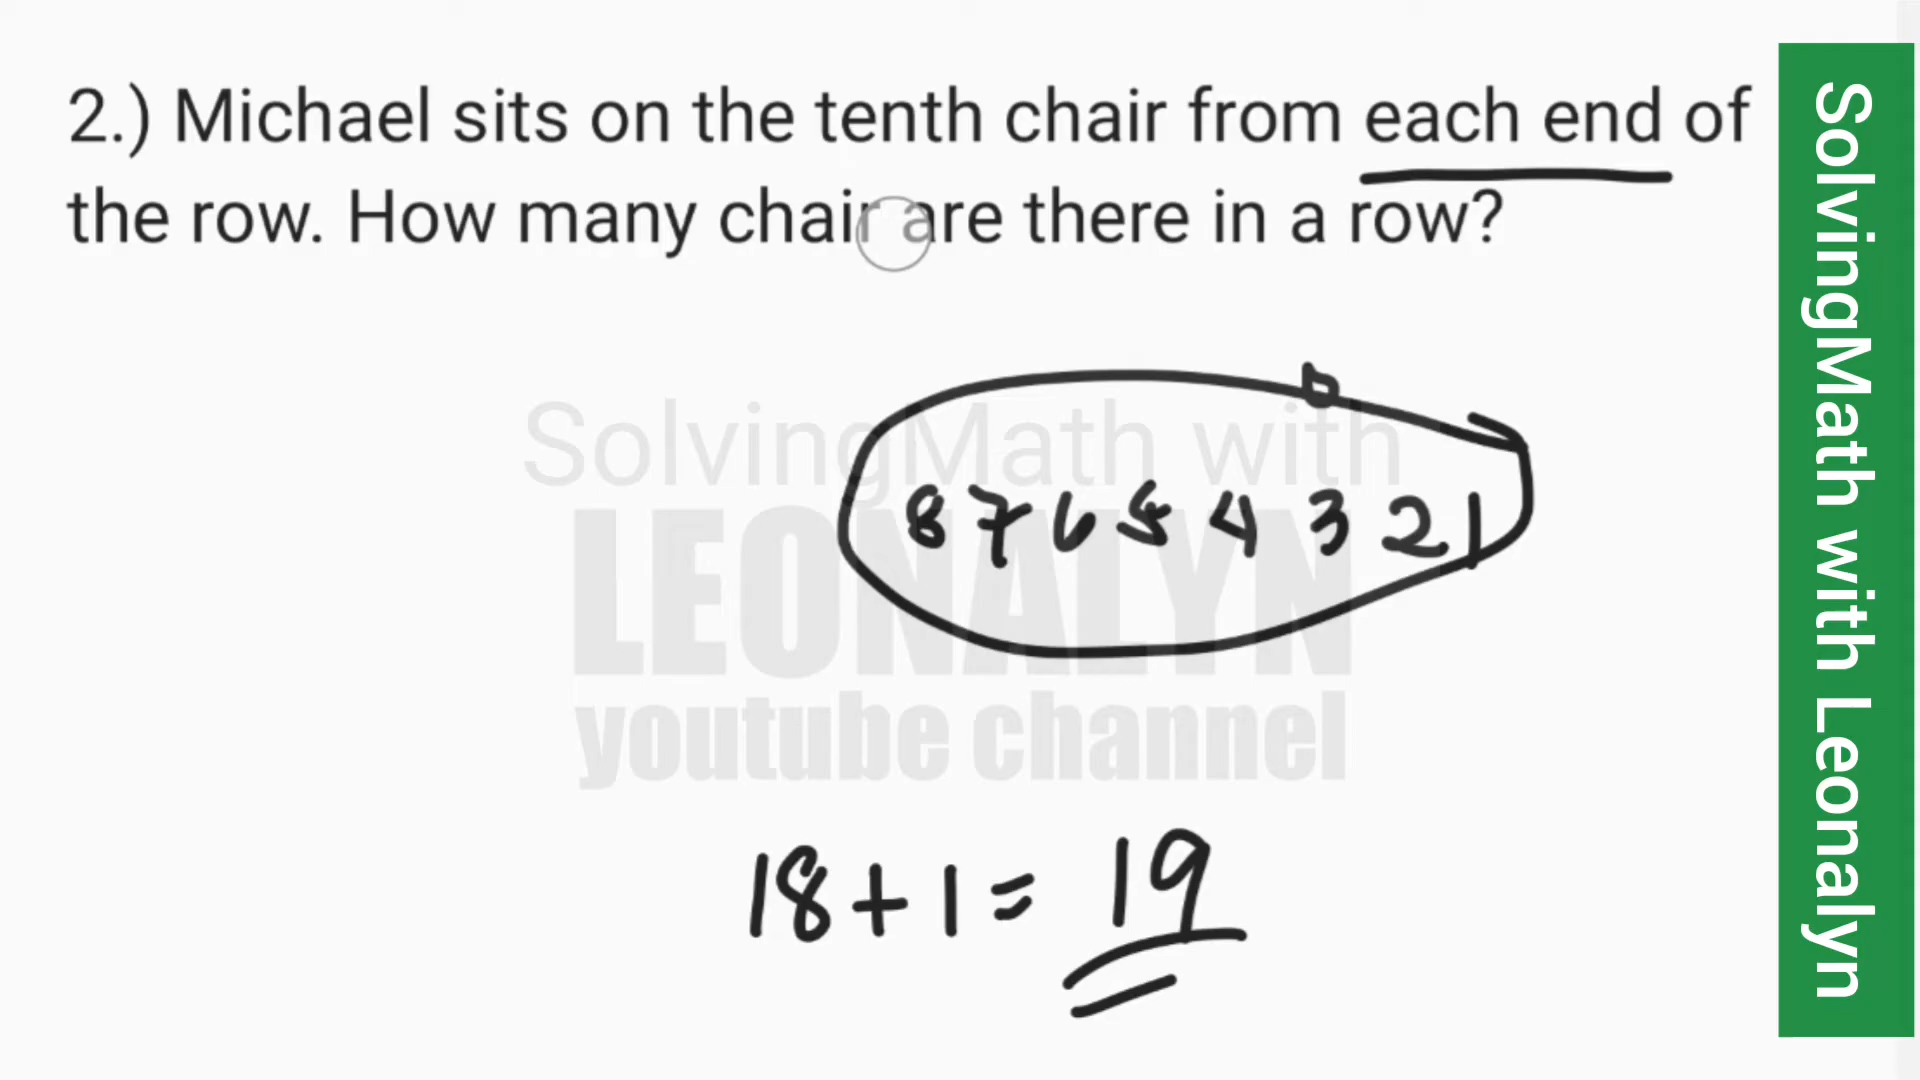 2.) Michael sits on the tenth chair from each end of
the row. How many chair are there in a row?
SolvingMath with
LEONALYN
youtube channel
8 7 6 5 4 3 2 1
18 + 1 = 19
SolvingMath with Leonalyn